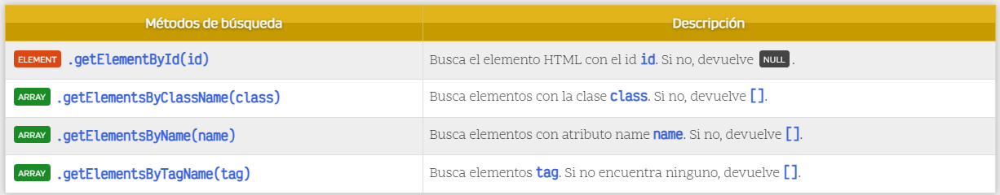 Métodos de búsqueda Descripción
ELEMENT .getElementById(id) Busca el elemento HTML con el id id. Si no, devuelve NULL.
ARRAY .getElementsByClassName(class) Busca elementos con la clase class. Si no, devuelve [].
ARRAY .getElementsByName(name) Busca elementos con atributo name name. Si no, devuelve [].
ARRAY .getElementsByTagName(tag) Busca elementos tag. Si no encuentra ninguno, devuelve [].